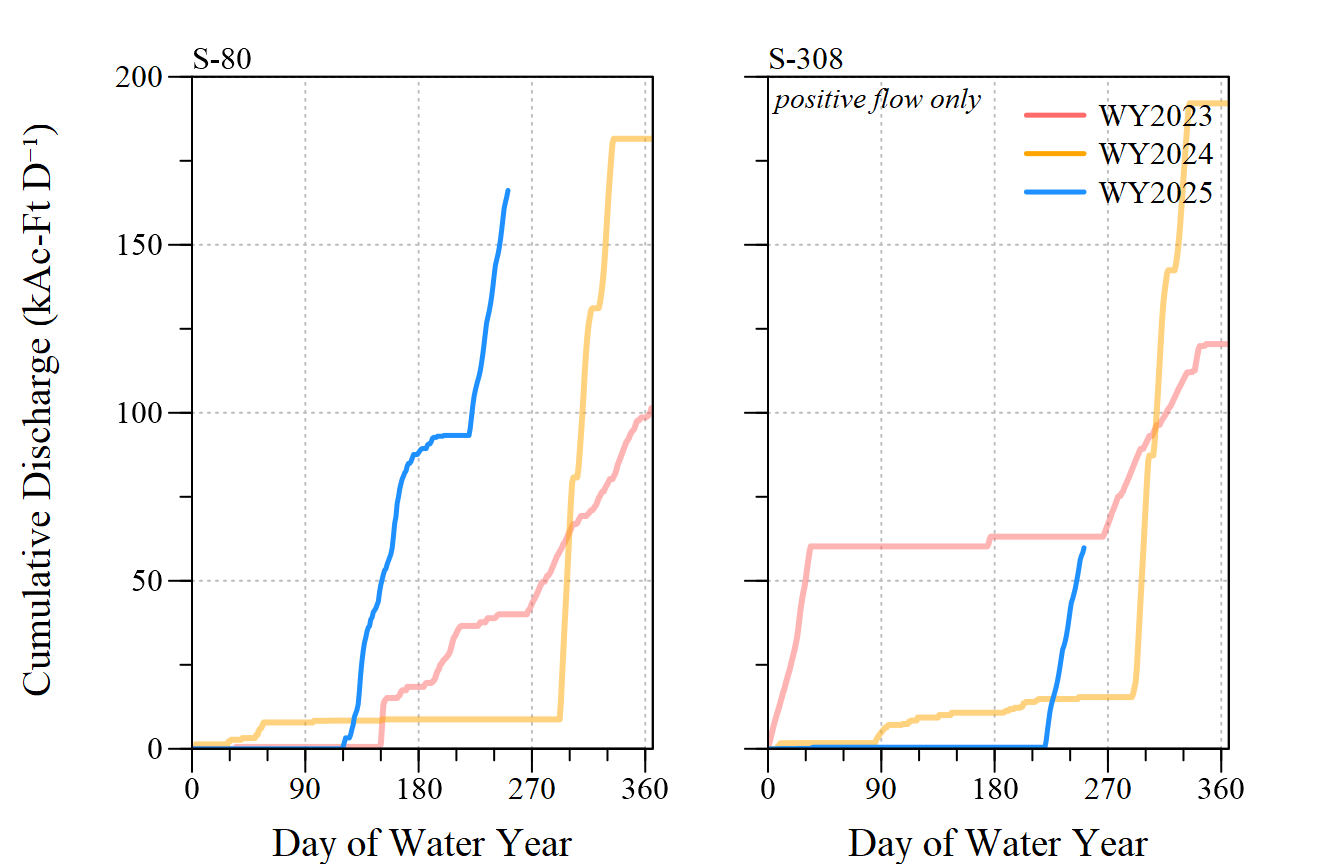 S-80
S-308
positive flow only
WY2023
WY2024
WY2025
Cumulative Discharge (kAc-Ft D⁻¹)
200
150
100
50
0
0 90 180 270 360
0 90 180 270 360
Day of Water Year
Day of Water Year